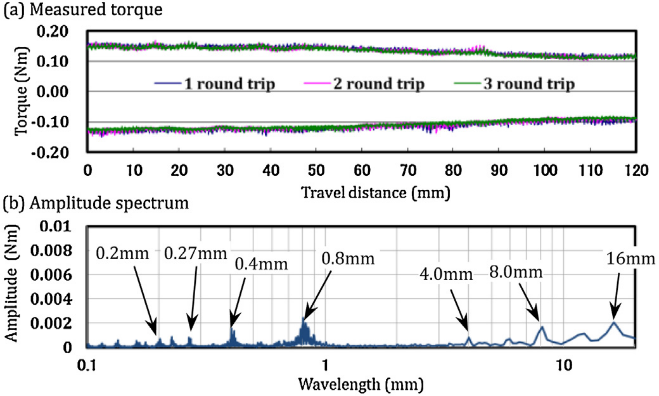 (a) Measured torque
Torque (Nm)
0.20
0.10
0.00
-0.10
-0.20
1 round trip 2 round trip 3 round trip
0 10 20 30 40 50 60 70 80 90 100 110 120
Travel distance (mm)
(b) Amplitude spectrum
Amplitude (Nm)
0.01
0.008
0.006
0.004
0.002
0
0.2mm 0.27mm 0.4mm 0.8mm 4.0mm 8.0mm 16mm
0.1 1 10
Wavelength (mm)